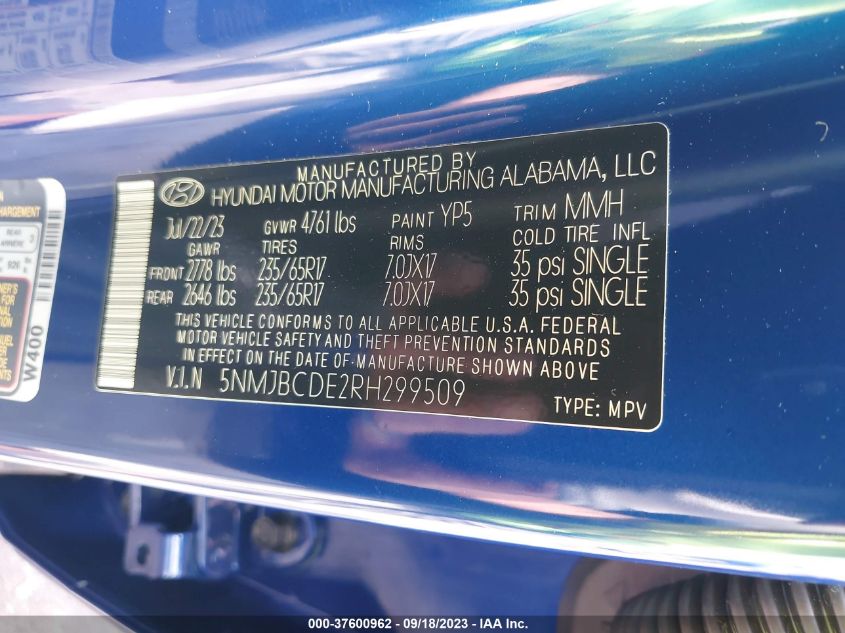 MANUFACTURED BY
HYUNDAI MOTOR MANUFACTURING ALABAMA, LLC
Jul/22/23 GVWR 4761 lbs PAINT YP5 TRIM MMH
GAWR TIRES RIMS COLD TIRE INFL
FRONT 2778 lbs 235/65R17 7.0JX17 35 psi SINGLE
REAR 2646 lbs 235/65R17 7.0JX17 35 psi SINGLE
THIS VEHICLE CONFORMS TO ALL APPLICABLE U.S.A. FEDERAL
MOTOR VEHICLE SAFETY AND THEFT PREVENTION STANDARDS
IN EFFECT ON THE DATE OF MANUFACTURE SHOWN ABOVE
V.I.N 5NMJBCDE2RH299509
TYPE: MPV
REAR
3
926
W400
000-37600962 - 09/18/2023 - IAA Inc.